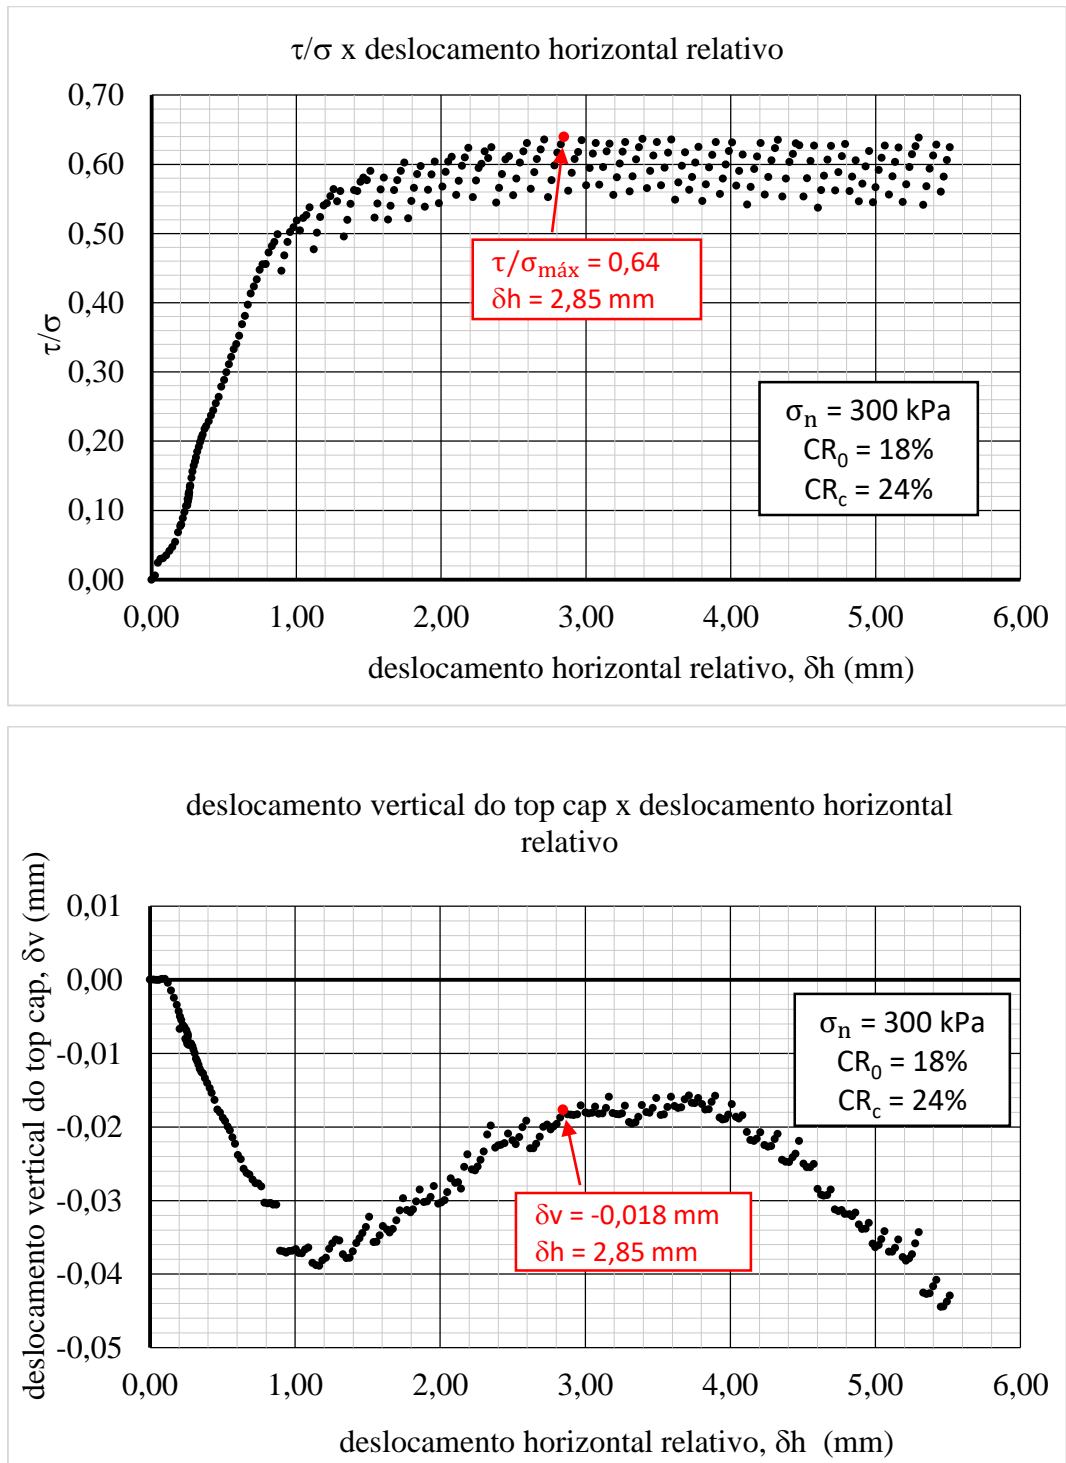 τ/σ x deslocamento horizontal relativo
0,70
0,60
0,50
0,40
0,30
0,20
0,10
0,00
τ/σ
τ/σmáx = 0,64
δh = 2,85 mm
σn = 300 kPa
CR0 = 18%
CRc = 24%
0,00 1,00 2,00 3,00 4,00 5,00 6,00
deslocamento horizontal relativo, δh (mm)
deslocamento vertical do top cap x deslocamento horizontal
relativo
deslocamento vertical do top cap, δv (mm)
0,01
0,00
-0,01
-0,02
-0,03
-0,04
-0,05
σn = 300 kPa
CR0 = 18%
CRc = 24%
δv = -0,018 mm
δh = 2,85 mm
0,00 1,00 2,00 3,00 4,00 5,00 6,00
deslocamento horizontal relativo, δh (mm)